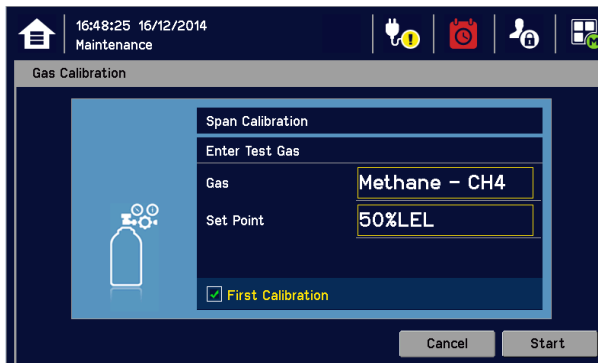 16:48:25 16/12/2014
Maintenance
Gas Calibration
Span Calibration
Enter Test Gas
Gas Methane - CH4
Set Point 50%LEL
First Calibration
Cancel Start